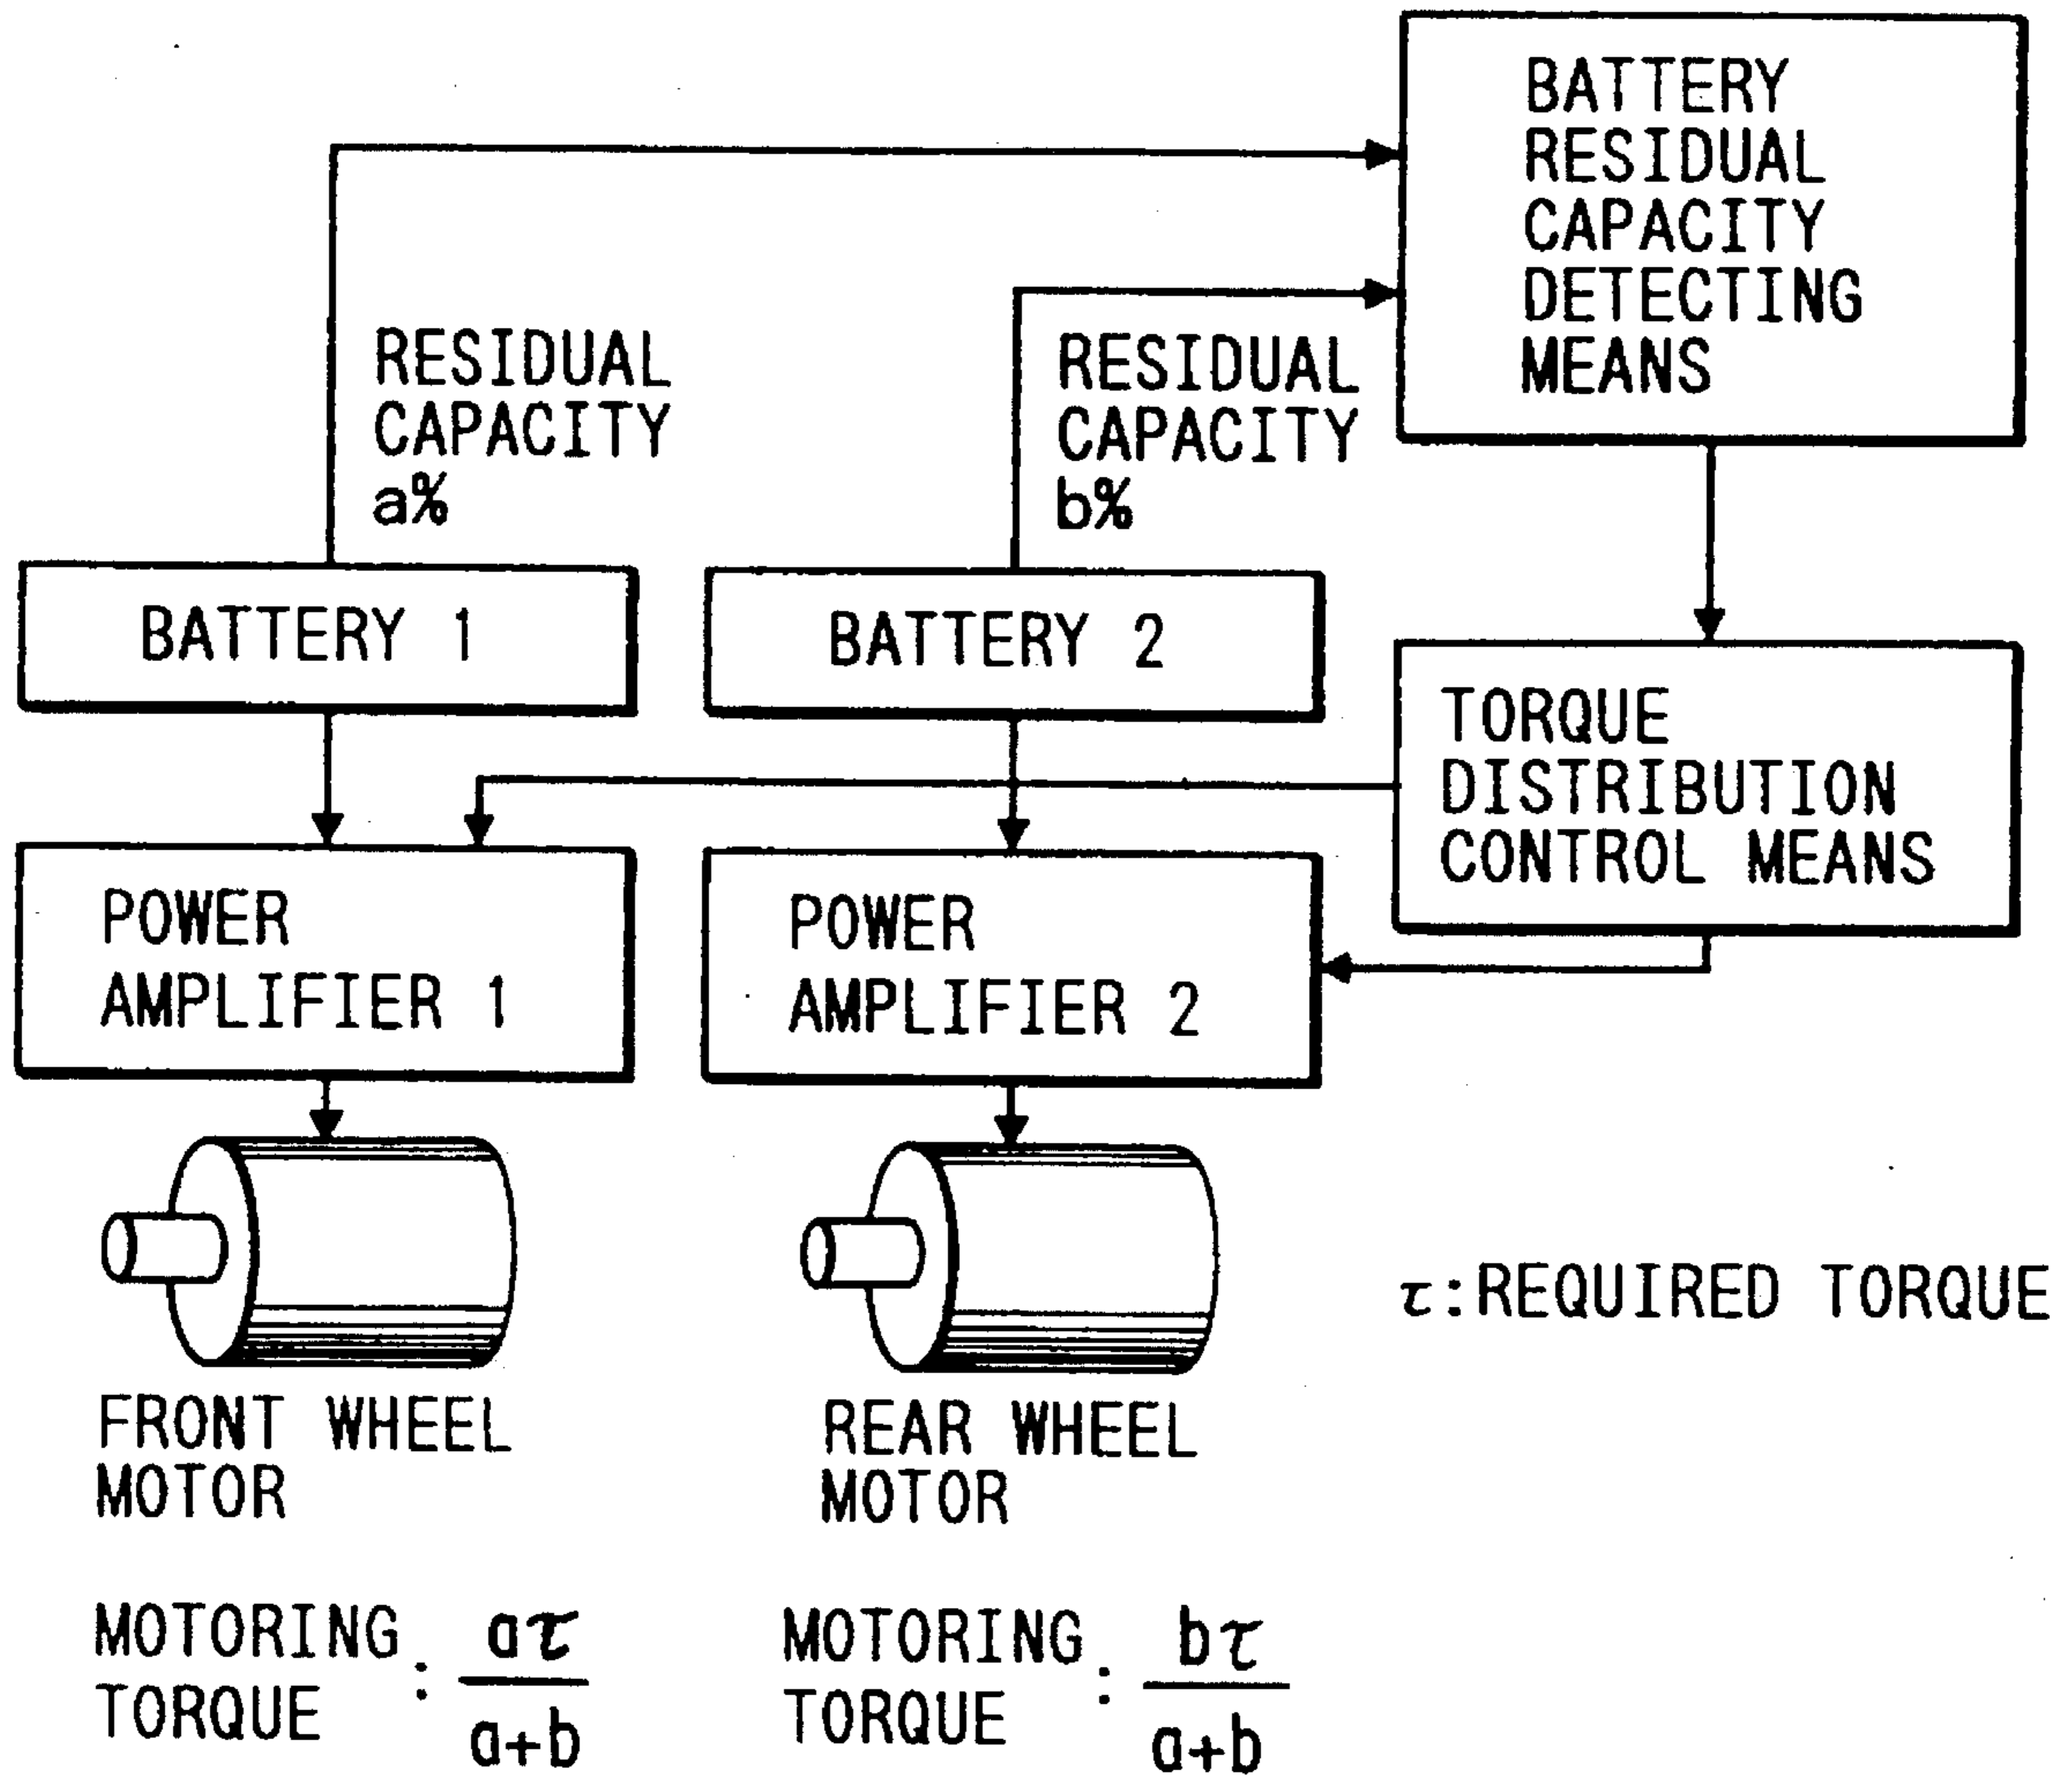 BATTERY
RESIDUAL
CAPACITY
DETECTING
MEANS
RESIDUAL
CAPACITY
a%
RESIDUAL
CAPACITY
b%
BATTERY 1
BATTERY 2
TORQUE
DISTRIBUTION
CONTROL MEANS
POWER
AMPLIFIER 1
POWER
AMPLIFIER 2
τ:REQUIRED TORQUE
FRONT WHEEL
MOTOR
REAR WHEEL
MOTOR
MOTORING
TORQUE
:
aτ
a+b
MOTORING
TORQUE
:
bτ
a+b